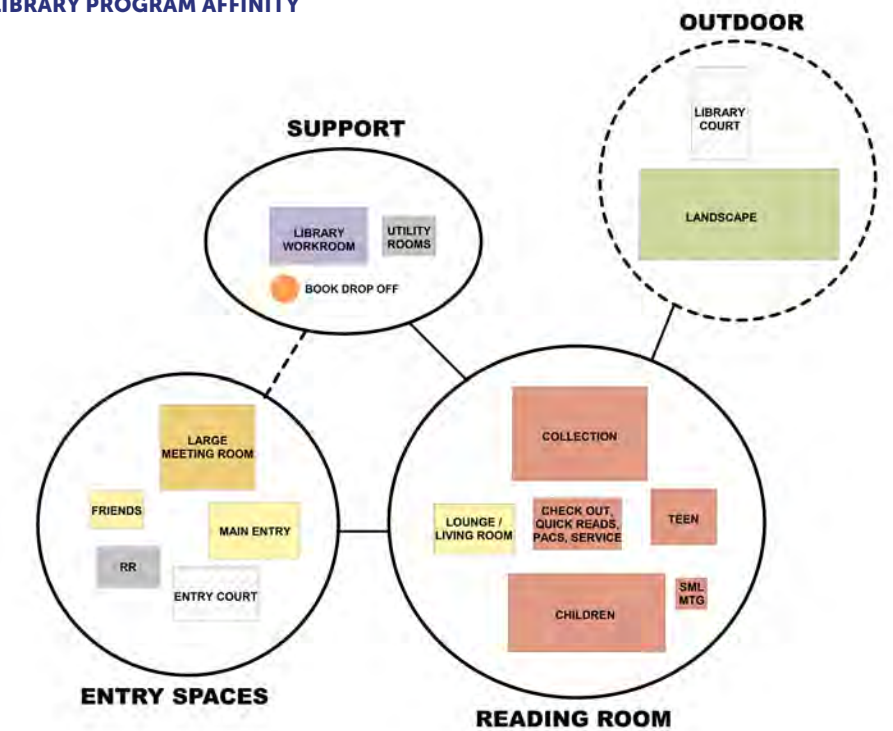 LIBRARY PROGRAM AFFINITY
OUTDOOR
LIBRARY
COURT
LANDSCAPE
SUPPORT
LIBRARY
WORKROOM
UTILITY
ROOMS
BOOK DROP OFF
LARGE
MEETING ROOM
FRIENDS
MAIN ENTRY
RR
ENTRY COURT
ENTRY SPACES
COLLECTION
LOUNGE /
LIVING ROOM
CHECK OUT,
QUICK READS,
PACS, SERVICE
TEEN
CHILDREN
SML
MTG
READING ROOM